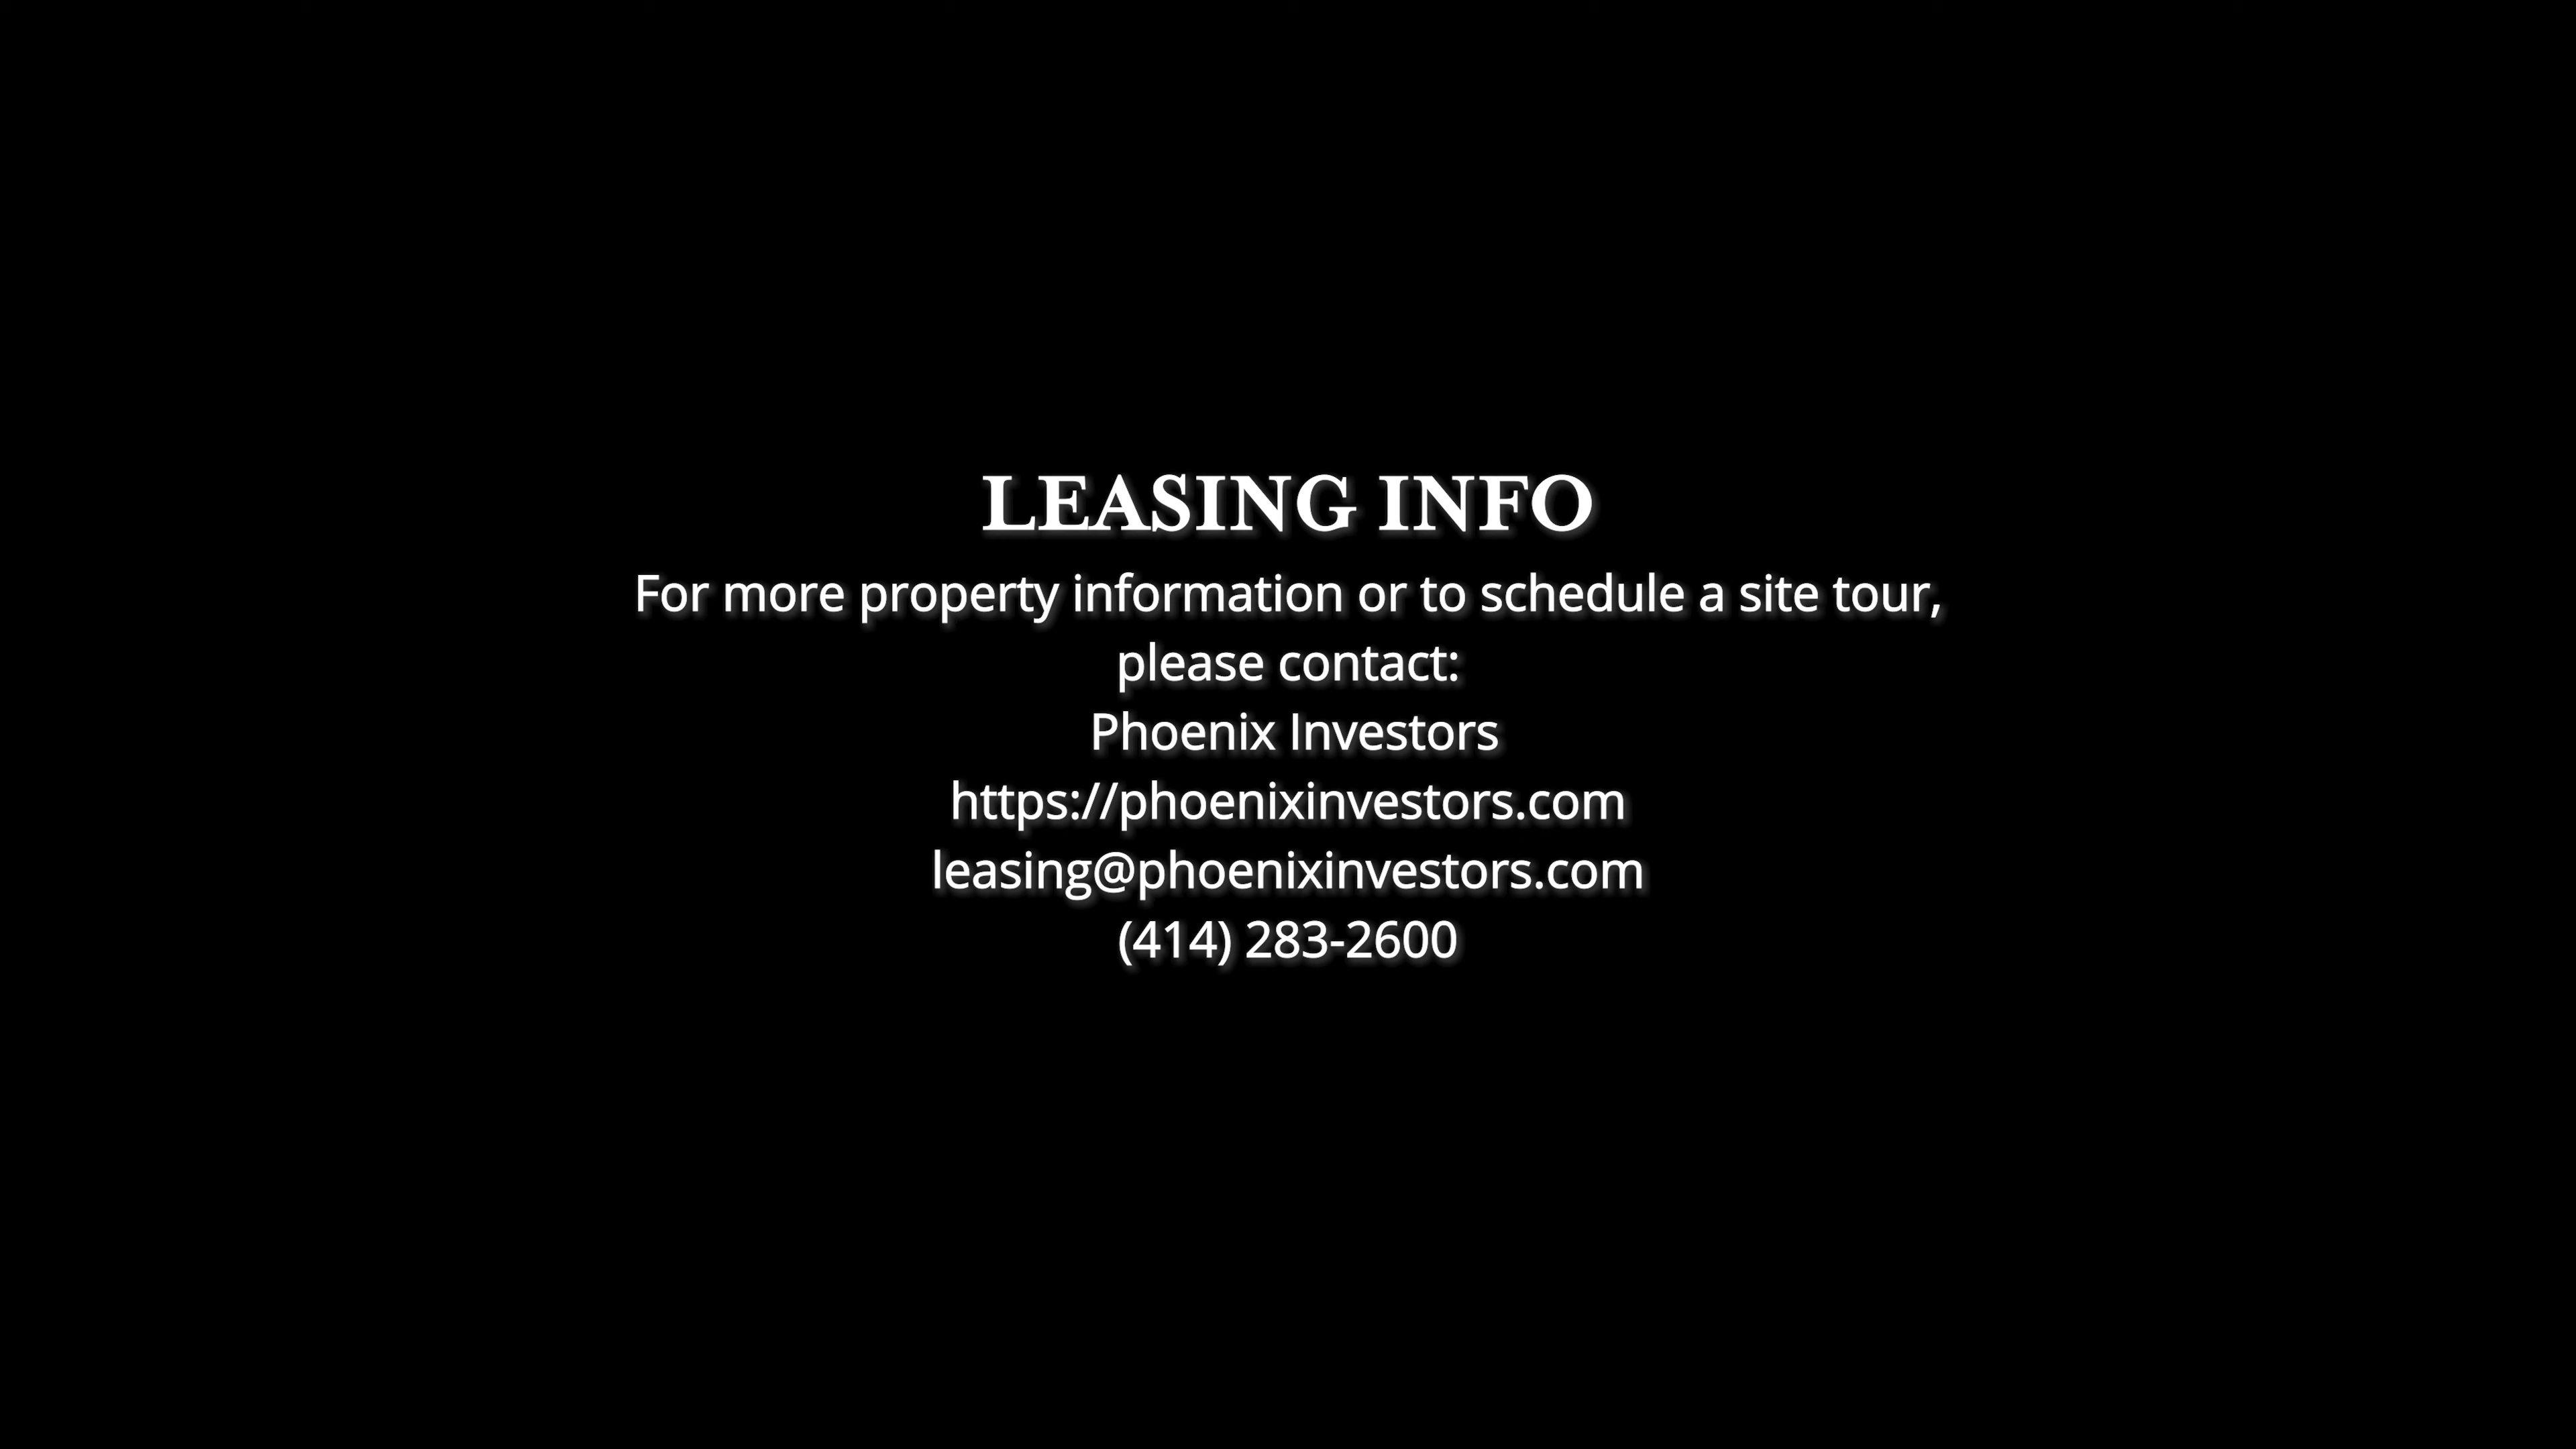 LEASING INFO
For more property information or to schedule a site tour,
please contact:
Phoenix Investors
https://phoenixinvestors.com
leasing@phoenixinvestors.com
(414) 283-2600